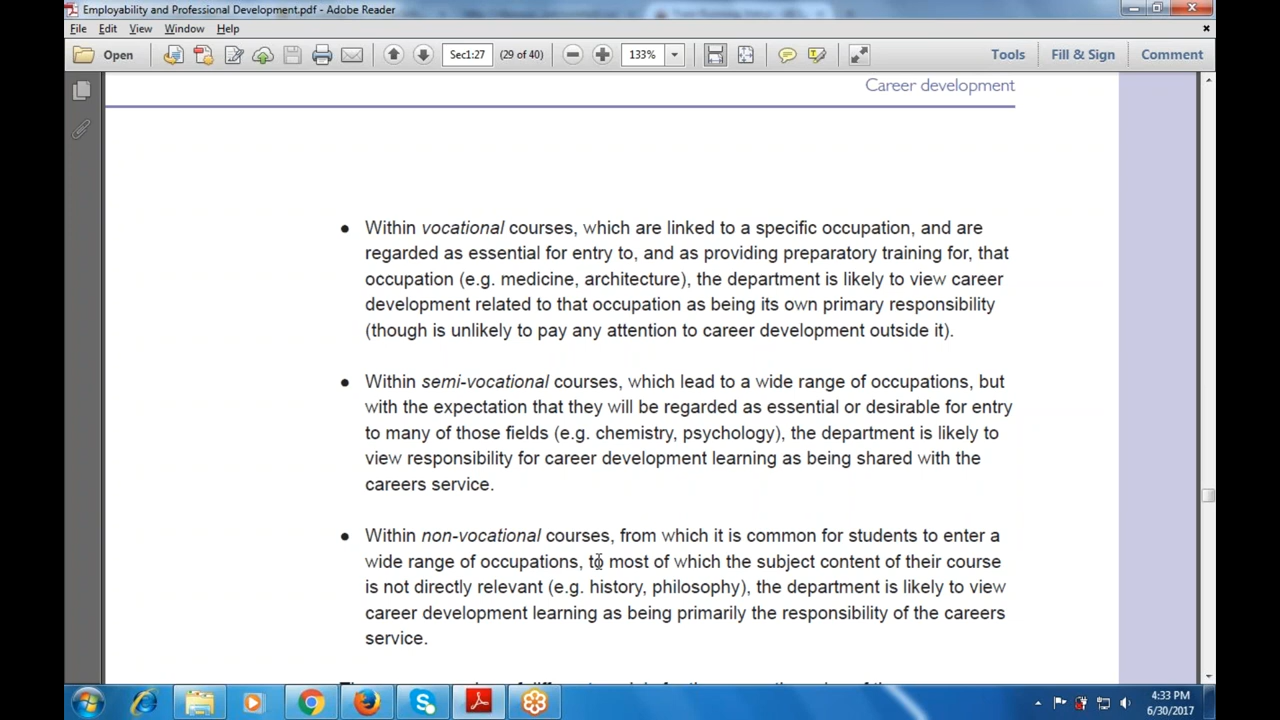 Employability and Professional Development.pdf - Adobe Reader
File Edit View Window Help
Open Sec1:27 (29 of 40) 133% Tools Fill & Sign Comment
Career development
● Within vocational courses, which are linked to a specific occupation, and are
regarded as essential for entry to, and as providing preparatory training for, that
occupation (e.g. medicine, architecture), the department is likely to view career
development related to that occupation as being its own primary responsibility
(though is unlikely to pay any attention to career development outside it).
● Within semi-vocational courses, which lead to a wide range of occupations, but
with the expectation that they will be regarded as essential or desirable for entry
to many of those fields (e.g. chemistry, psychology), the department is likely to
view responsibility for career development learning as being shared with the
careers service.
● Within non-vocational courses, from which it is common for students to enter a
wide range of occupations, to most of which the subject content of their course
is not directly relevant (e.g. history, philosophy), the department is likely to view
career development learning as being primarily the responsibility of the careers
service.
4:33 PM
6/30/2017